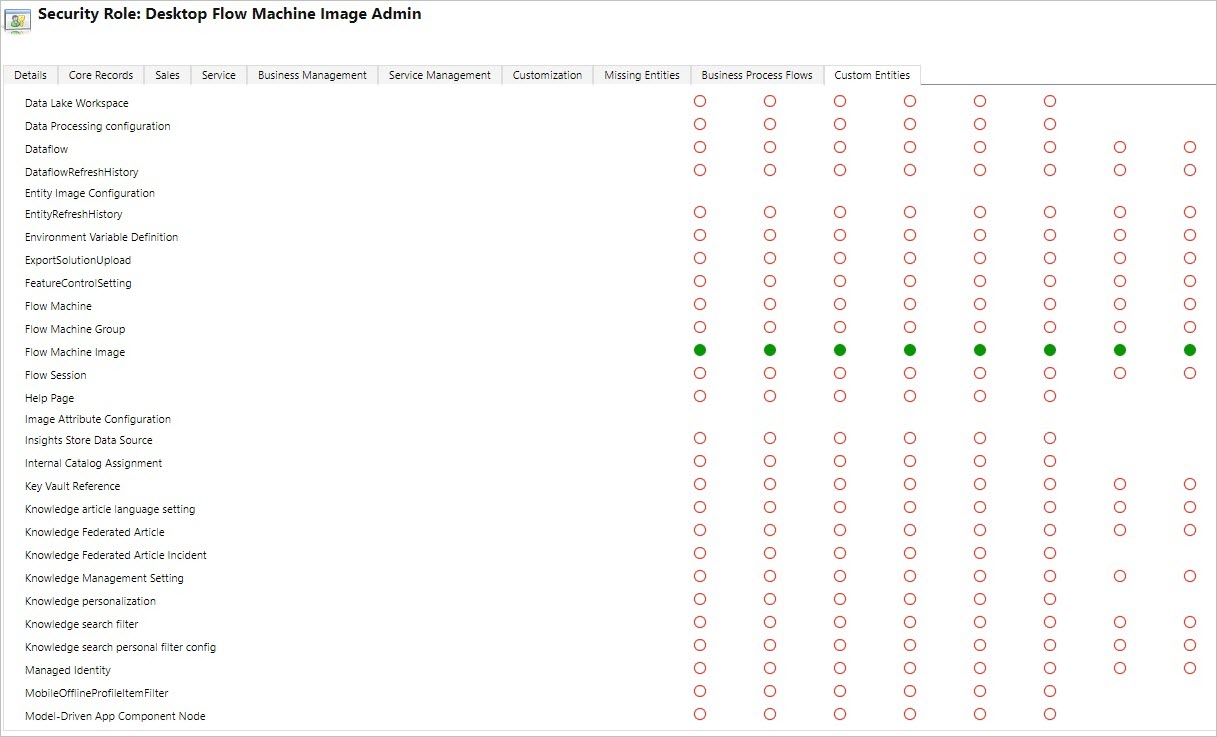 Security Role: Desktop Flow Machine Image Admin
Details Core Records Sales Service Business Management Service Management Customization Missing Entities Business Process Flows Custom Entities
Data Lake Workspace
Data Processing configuration
Dataflow
DataflowRefreshHistory
Entity Image Configuration
EntityRefreshHistory
Environment Variable Definition
ExportSolutionUpload
FeatureControlSetting
Flow Machine
Flow Machine Group
Flow Machine Image
Flow Session
Help Page
Image Attribute Configuration
Insights Store Data Source
Internal Catalog Assignment
Key Vault Reference
Knowledge article language setting
Knowledge Federated Article
Knowledge Federated Article Incident
Knowledge Management Setting
Knowledge personalization
Knowledge search filter
Knowledge search personal filter config
Managed Identity
MobileOfflineProfileItemFilter
Model-Driven App Component Node